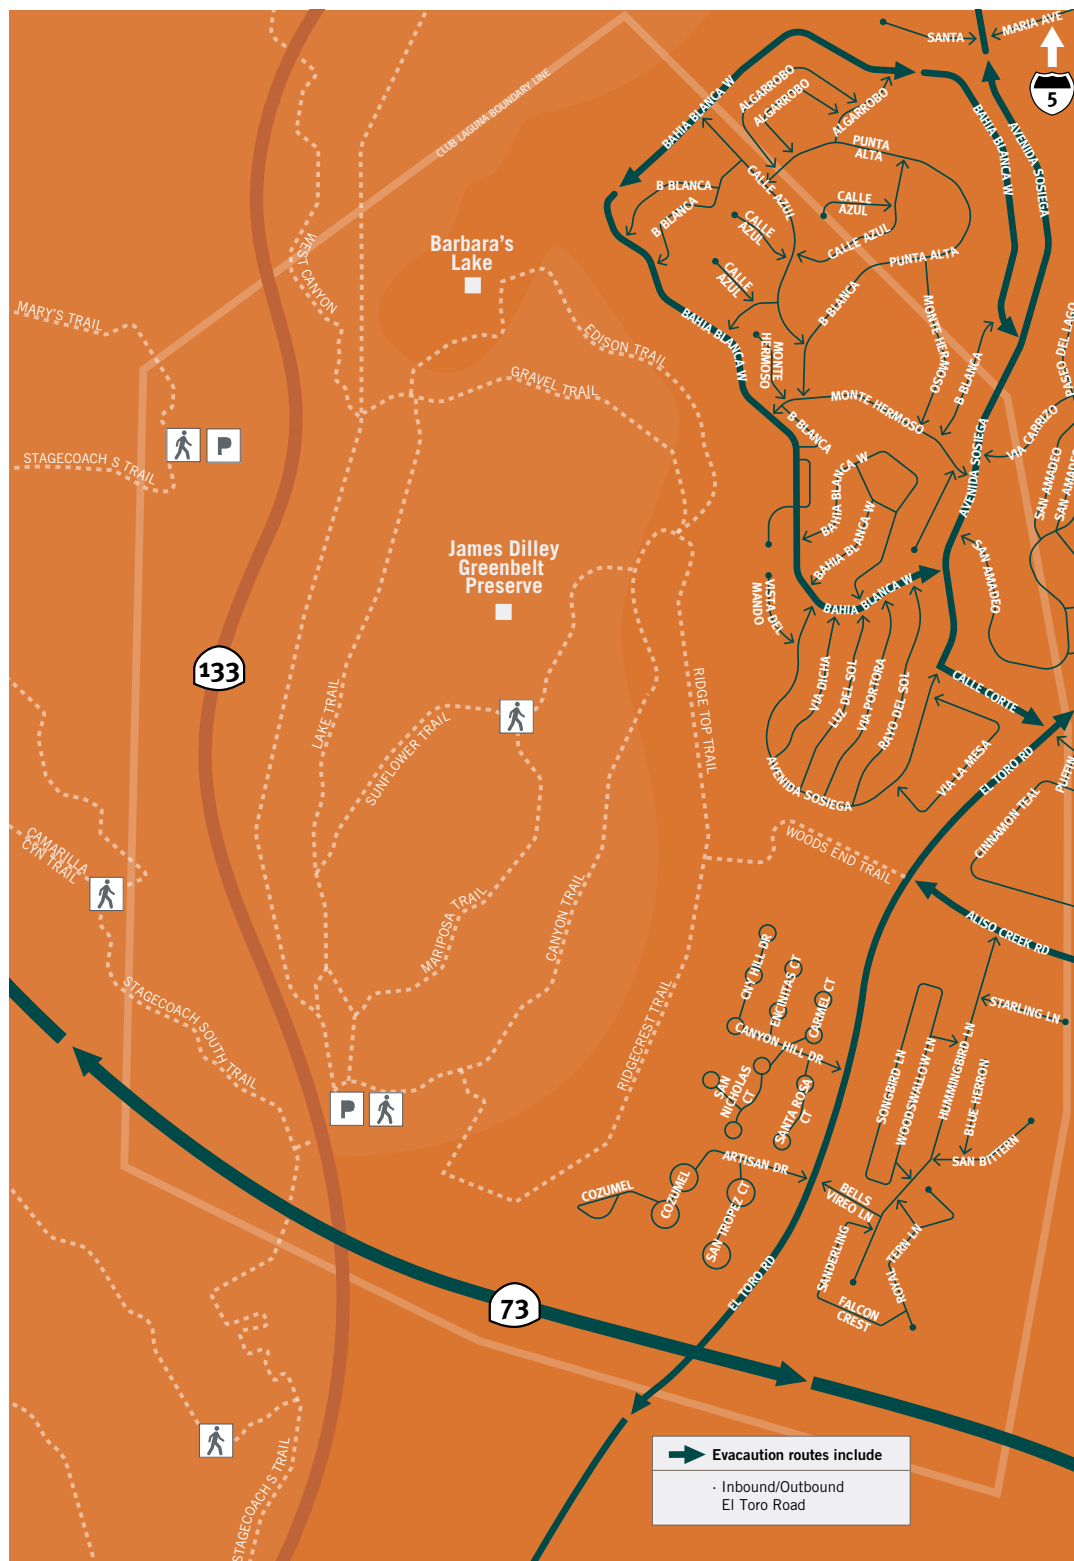 SANTA
MARIA AVE
5
CLUB LAGUNA BOUNDARY LINE
BAHIA BLANCA W
ALGARROBO
ALGARROBO
ALGARROBO
BAHIA BLANCA W
AVENIDA SOSIEGA
PUNTA
ALTA
CALLE AZUL
B BLANCA
B BLANCA
CALLE
AZUL
CALLE
AZUL
CALLE AZUL
PUNTA ALTA
WEST CANYON
Barbara's
Lake
CALLE
AZUL
B BLANCA
MARY'S TRAIL
EDISON TRAIL
BAHIA BLANCA W
MONTE
HERMOSO
MONTE HERMOSO
B BLANCA
PASEO DEL LAGO
GRAVEL TRAIL
MONTE HERMOSO
B BLANCA
AVENIDA SOSIEGA
VIA CARRIZO
P
STAGECOACH S TRAIL
BAHIA BLANCA W
BAHIA BLANCA W
SAN AMADEO
SAN AMADEO
James Dilley
Greenbelt
Preserve
SAN AMADEO
VISTA DEL
MANDO
BAHIA BLANCA W
133
LAKE TRAIL
SUNFLOWER TRAIL
RIDGE TOP TRAIL
VIA DICHA
LUZ DEL SOL
VIA PORTORA
RAYO DEL SOL
CALLE CORTE
AVENIDA SOSIEGA
VIA LA MESA
EL TORO RD
PUFFIN
CINNAMON TEAL
WOODS END TRAIL
CAMARILLA
CYN TRAIL
MARIPOSA TRAIL
CANYON TRAIL
ALISO CREEK RD
CNY HILL DR
ENCINITAS CT
CARMEL CT
CANYON HILL DR
STAGECOACH SOUTH TRAIL
RIDGECREST TRAIL
STARLING LN
SONGBIRD LN
WOODSWALLOW LN
HUMMINGBIRD LN
BLUE HERRON
SAN
NICHOLAS
CT
SANTA ROSA
CT
P
SAN BITTERN
ARTISAN DR
COZUMEL
COZUMEL
SAN TROPEZ CT
BELLS
VIREO LN
SANDERLING
ROYAL TERN LN
FALCON
CREST
EL TORO RD
73
STAGECOACH S TRAIL
Evacaution routes include
· Inbound/Outbound
El Toro Road